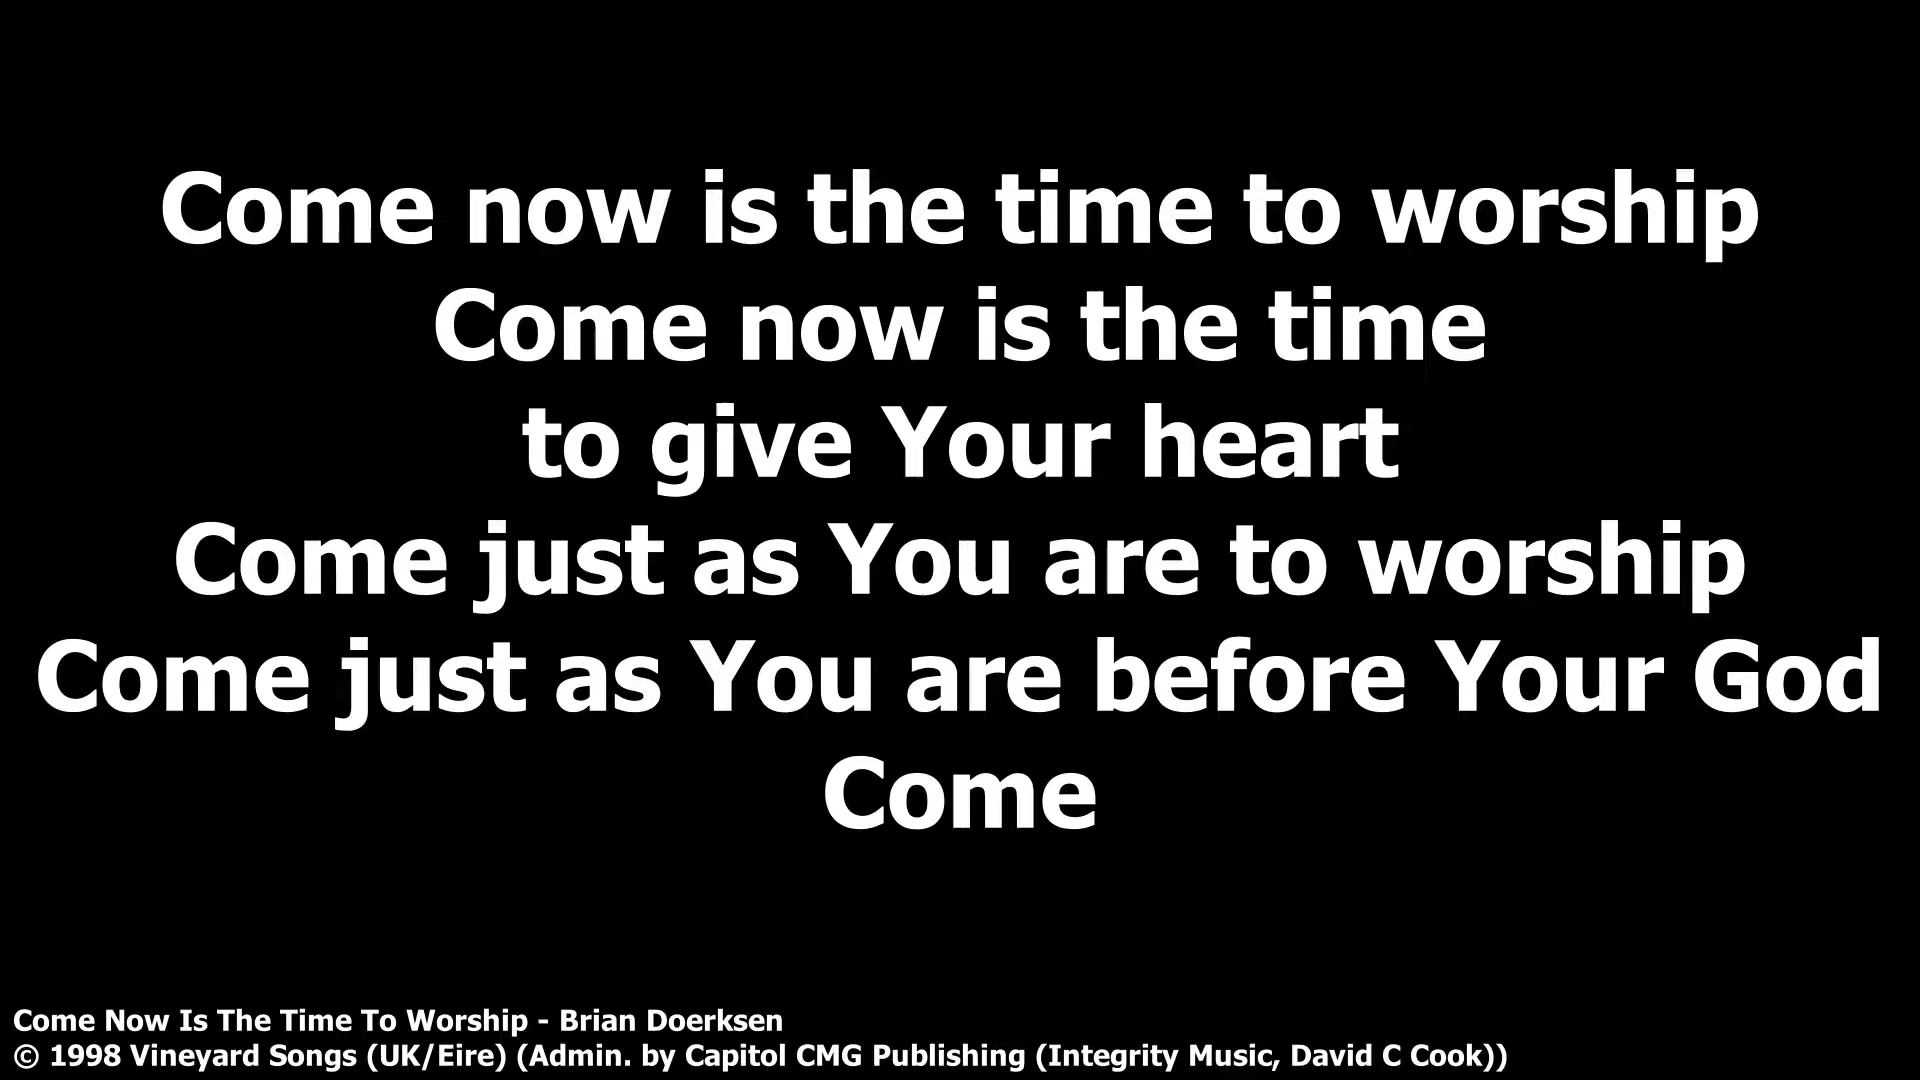 Come now is the time to worship
Come now is the time
to give Your heart
Come just as You are to worship
Come just as You are before Your God
Come
Come Now Is The Time To Worship - Brian Doerksen
© 1998 Vineyard Songs (UK/Eire) (Admin. by Capitol CMG Publishing (Integrity Music, David C Cook))